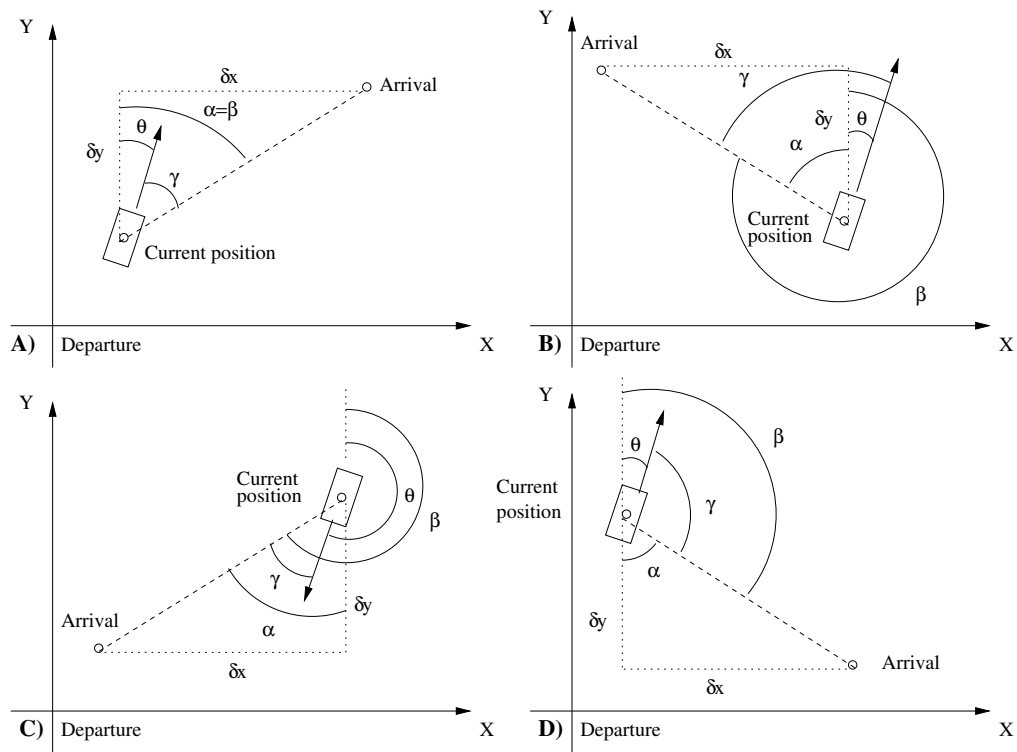 Y
δx
Arrival
α=β
θ
δy
γ
Current position
A)
Departure
X
Y
Arrival
δx
γ
δy
θ
α
Current
position
β
B)
Departure
X
Y
Current
position
θ
β
γ
Arrival
δy
α
δx
C)
Departure
X
Y
β
θ
Current
position
γ
α
δy
Arrival
δx
D)
Departure
X